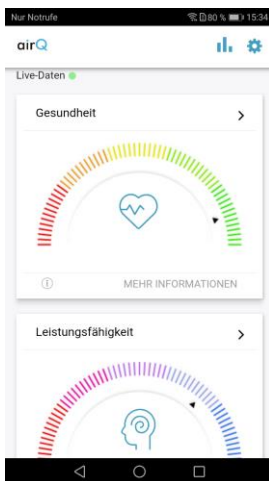 Nur Notrufe 80 % 15:34
airQ
Live-Daten
Gesundheit
MEHR INFORMATIONEN
Leistungsfähigkeit